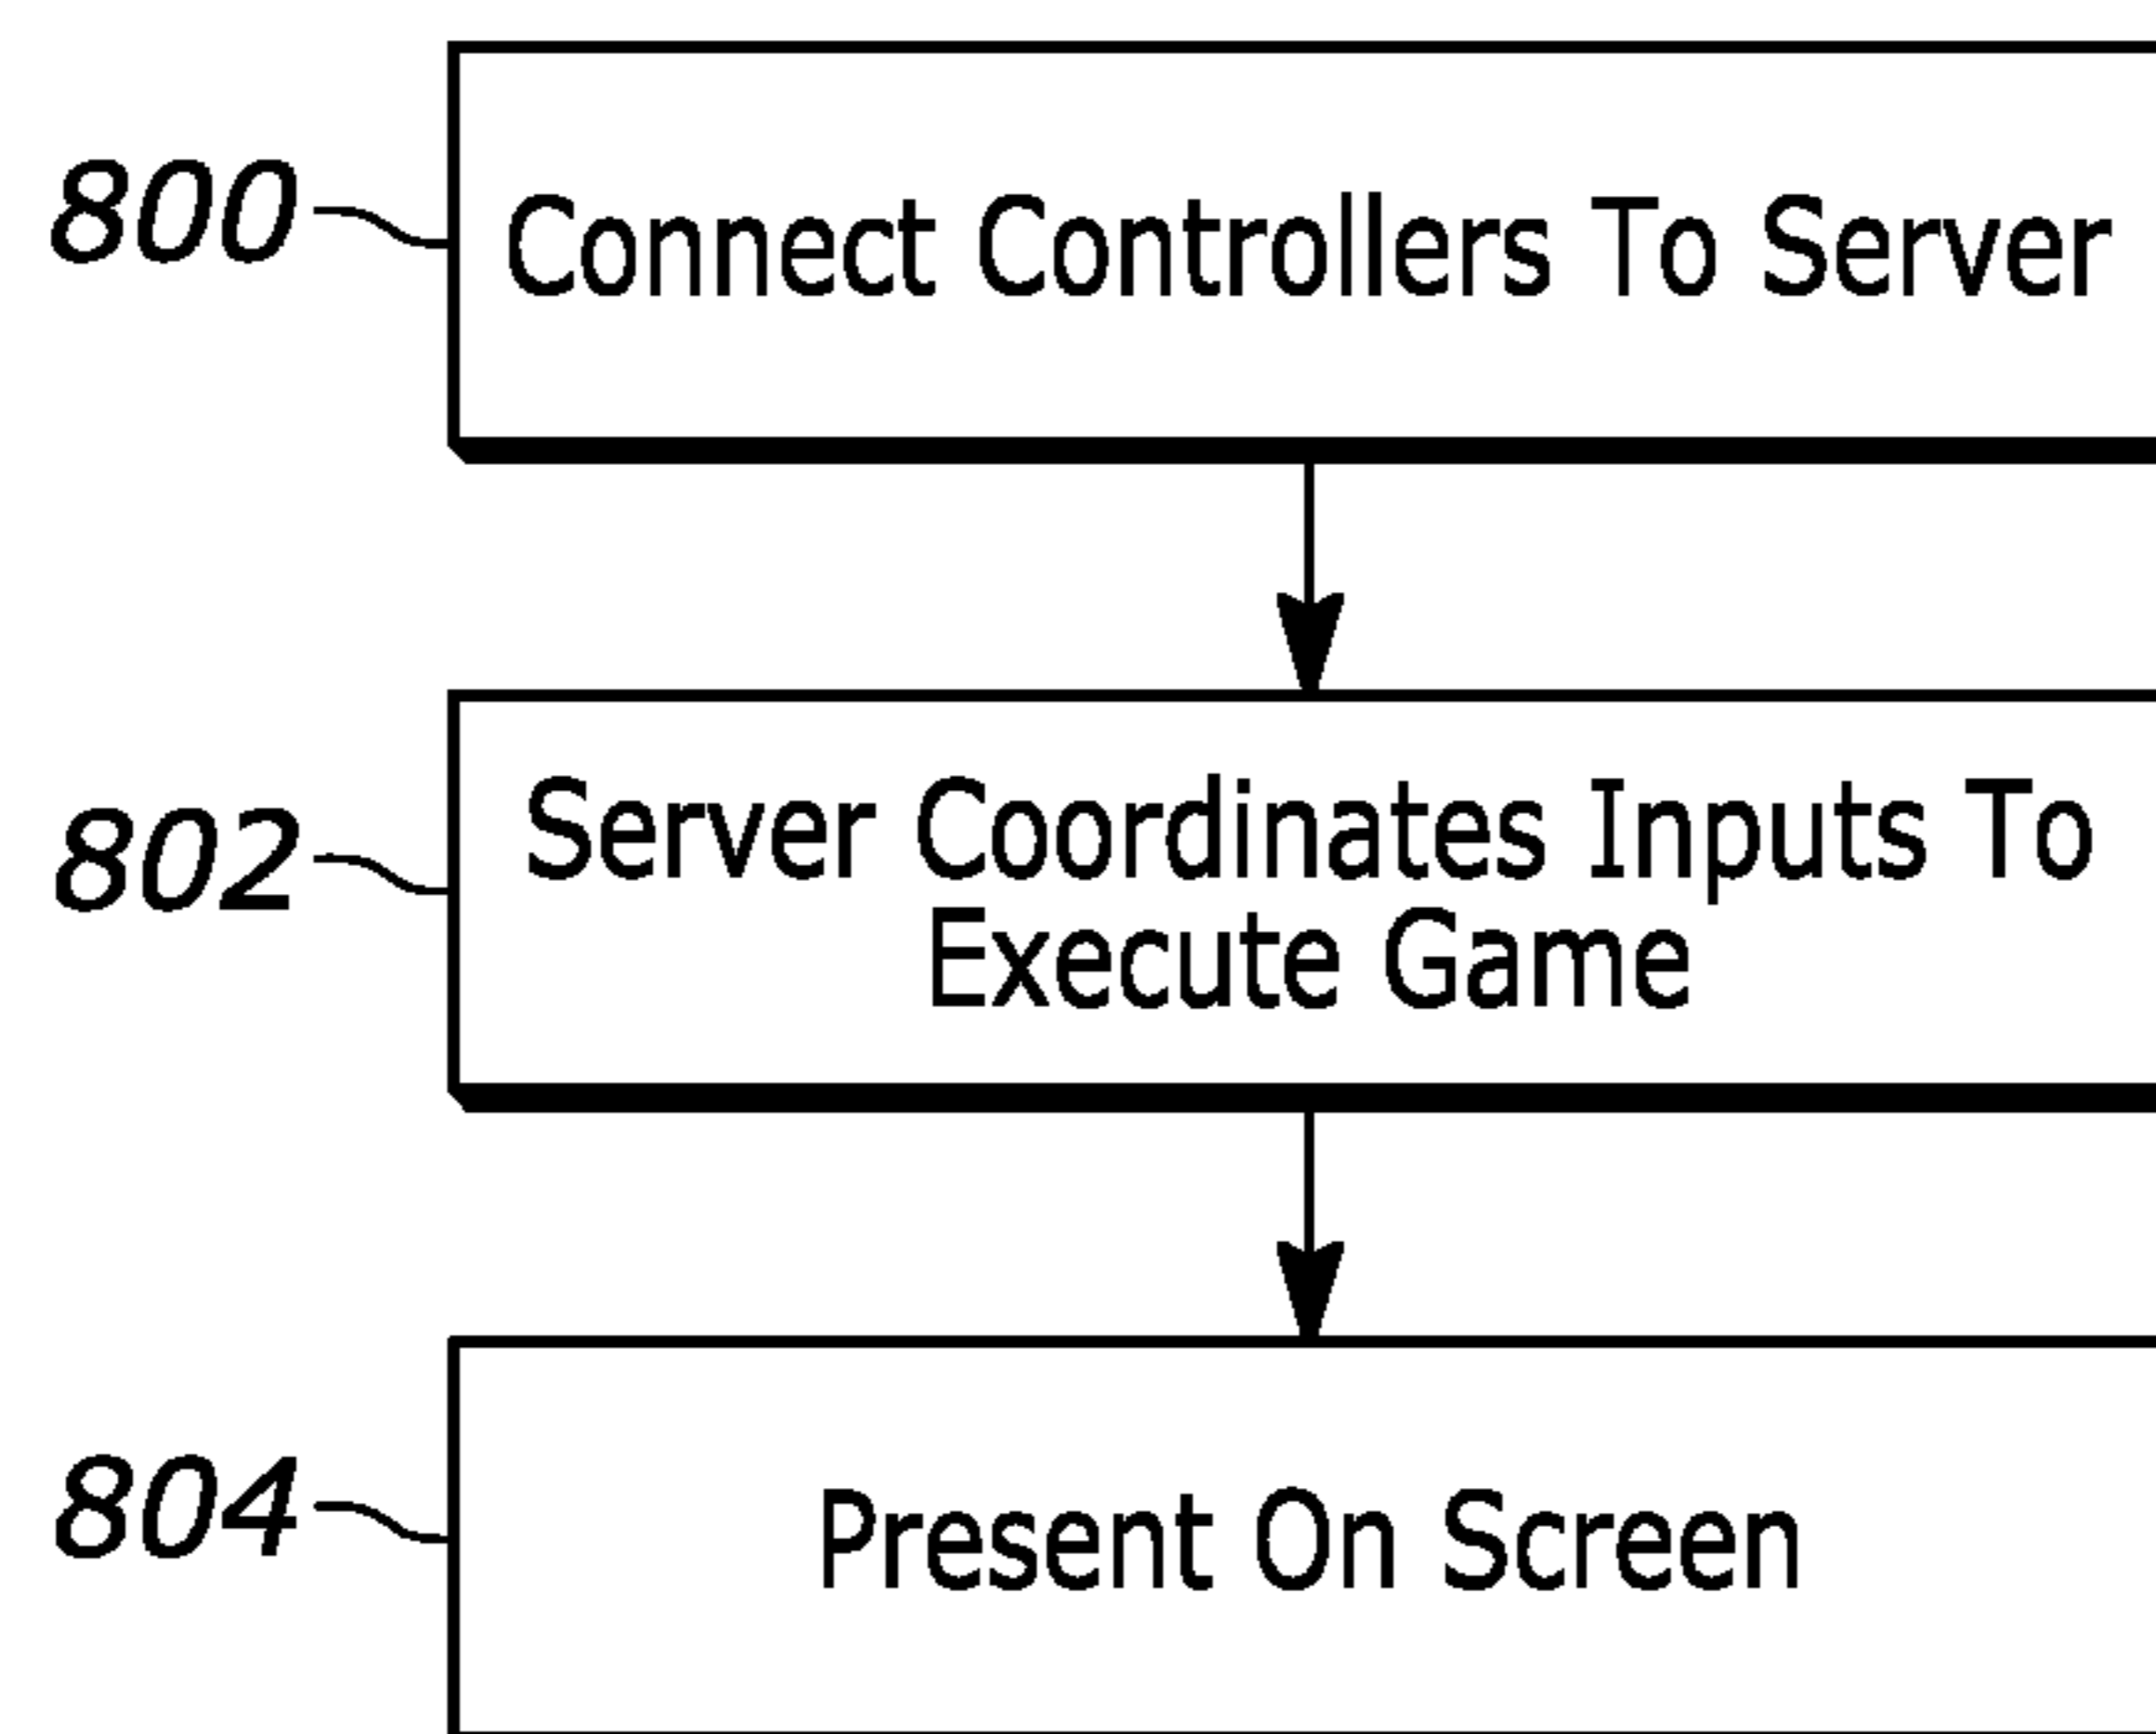 800
Connect Controllers To Server
802
Server Coordinates Inputs To
Execute Game
804
Present On Screen